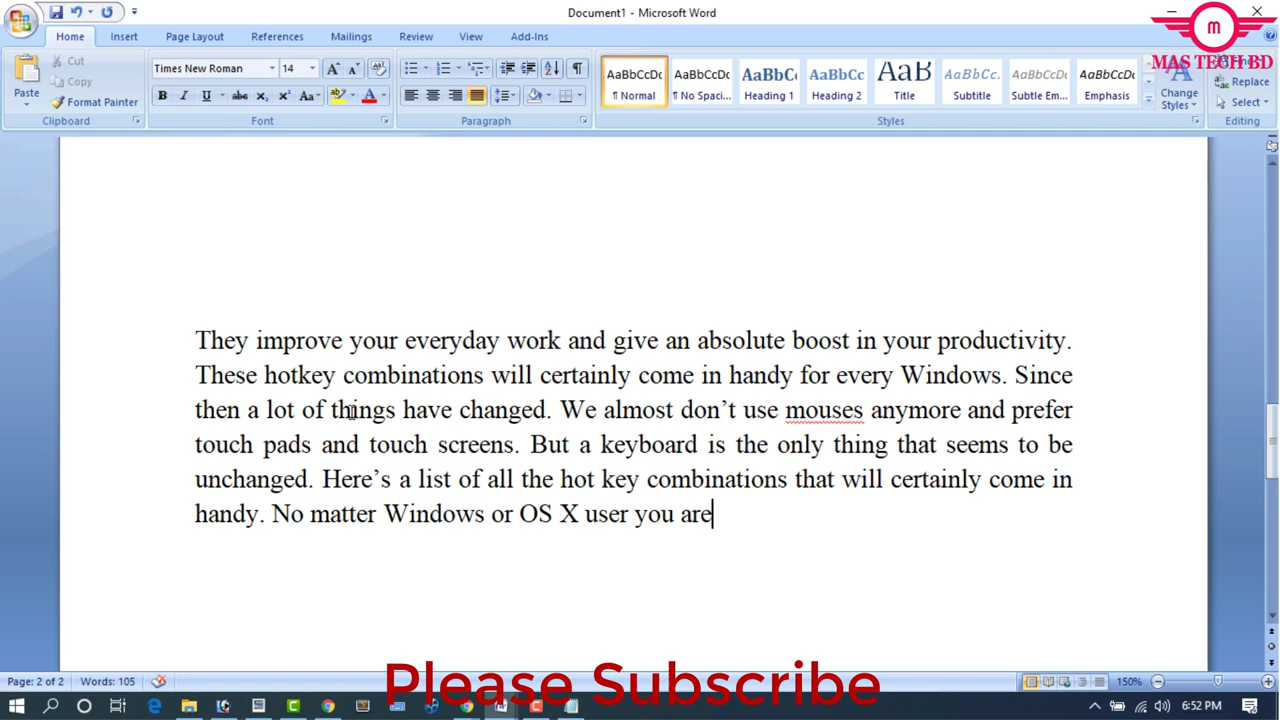 Document1 - Microsoft Word
Home Insert Page Layout References Mailings Review View Add-Ins
M
MAS TECH BD
Paste
Cut
Copy
Format Painter
Clipboard
Times New Roman 14
Font
Paragraph
AaBbCcDc AaBbCcDc AaBbCc AaBbCc AaB AaBbCc. AaBbCcDc AaBbCcDc
¶ Normal ¶ No Spaci... Heading 1 Heading 2 Title Subtitle Subtle Em... Emphasis
Styles
Change Styles
Replace
Select
Editing
They improve your everyday work and give an absolute boost in your productivity.
These hotkey combinations will certainly come in handy for every Windows. Since
then a lot of things have changed. We almost don’t use mouses anymore and prefer
touch pads and touch screens. But a keyboard is the only thing that seems to be
unchanged. Here’s a list of all the hot key combinations that will certainly come in
handy. No matter Windows or OS X user you are
Please Subscribe
Page: 2 of 2 Words: 105 150%
6:52 PM